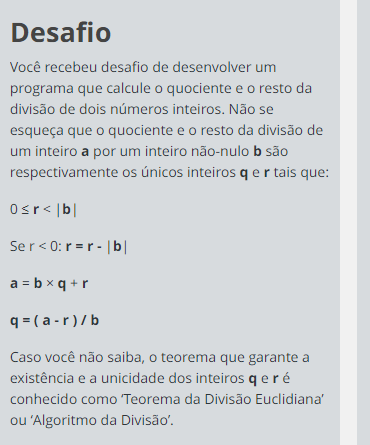 Desafio
Você recebeu desafio de desenvolver um
programa que calcule o quociente e o resto da
divisão de dois números inteiros. Não se
esqueça que o quociente e o resto da divisão de
um inteiro a por um inteiro não-nulo b são
respectivamente os únicos inteiros q e r tais que:
0 ≤ r < |b|
Se r < 0: r = r - |b|
a = b × q + r
q = ( a - r ) / b
Caso você não saiba, o teorema que garante a
existência e a unicidade dos inteiros q e r é
conhecido como ‘Teorema da Divisão Euclidiana’
ou ‘Algoritmo da Divisão’.